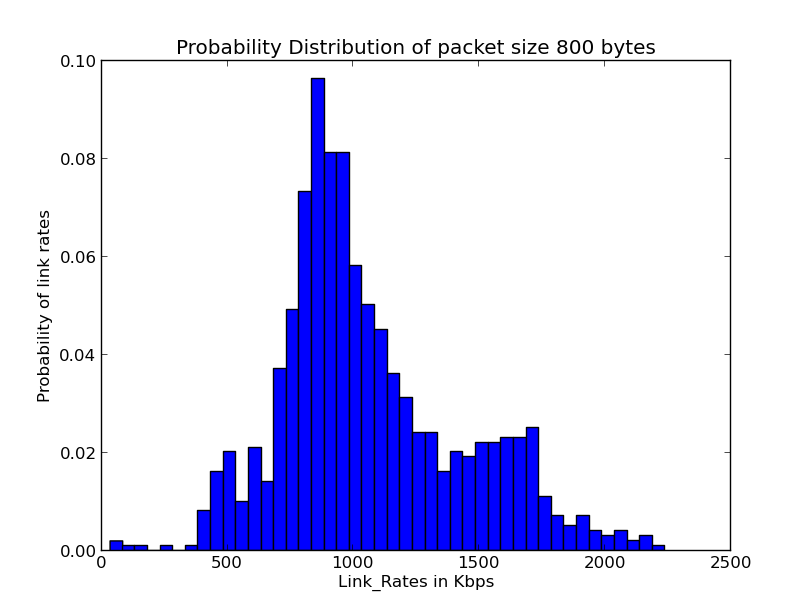 Probability Distribution of packet size 800 bytes
0.10
0.08
0.06
0.04
0.02
0.00
Probability of link rates
0 500 1000 1500 2000 2500
Link_Rates in Kbps